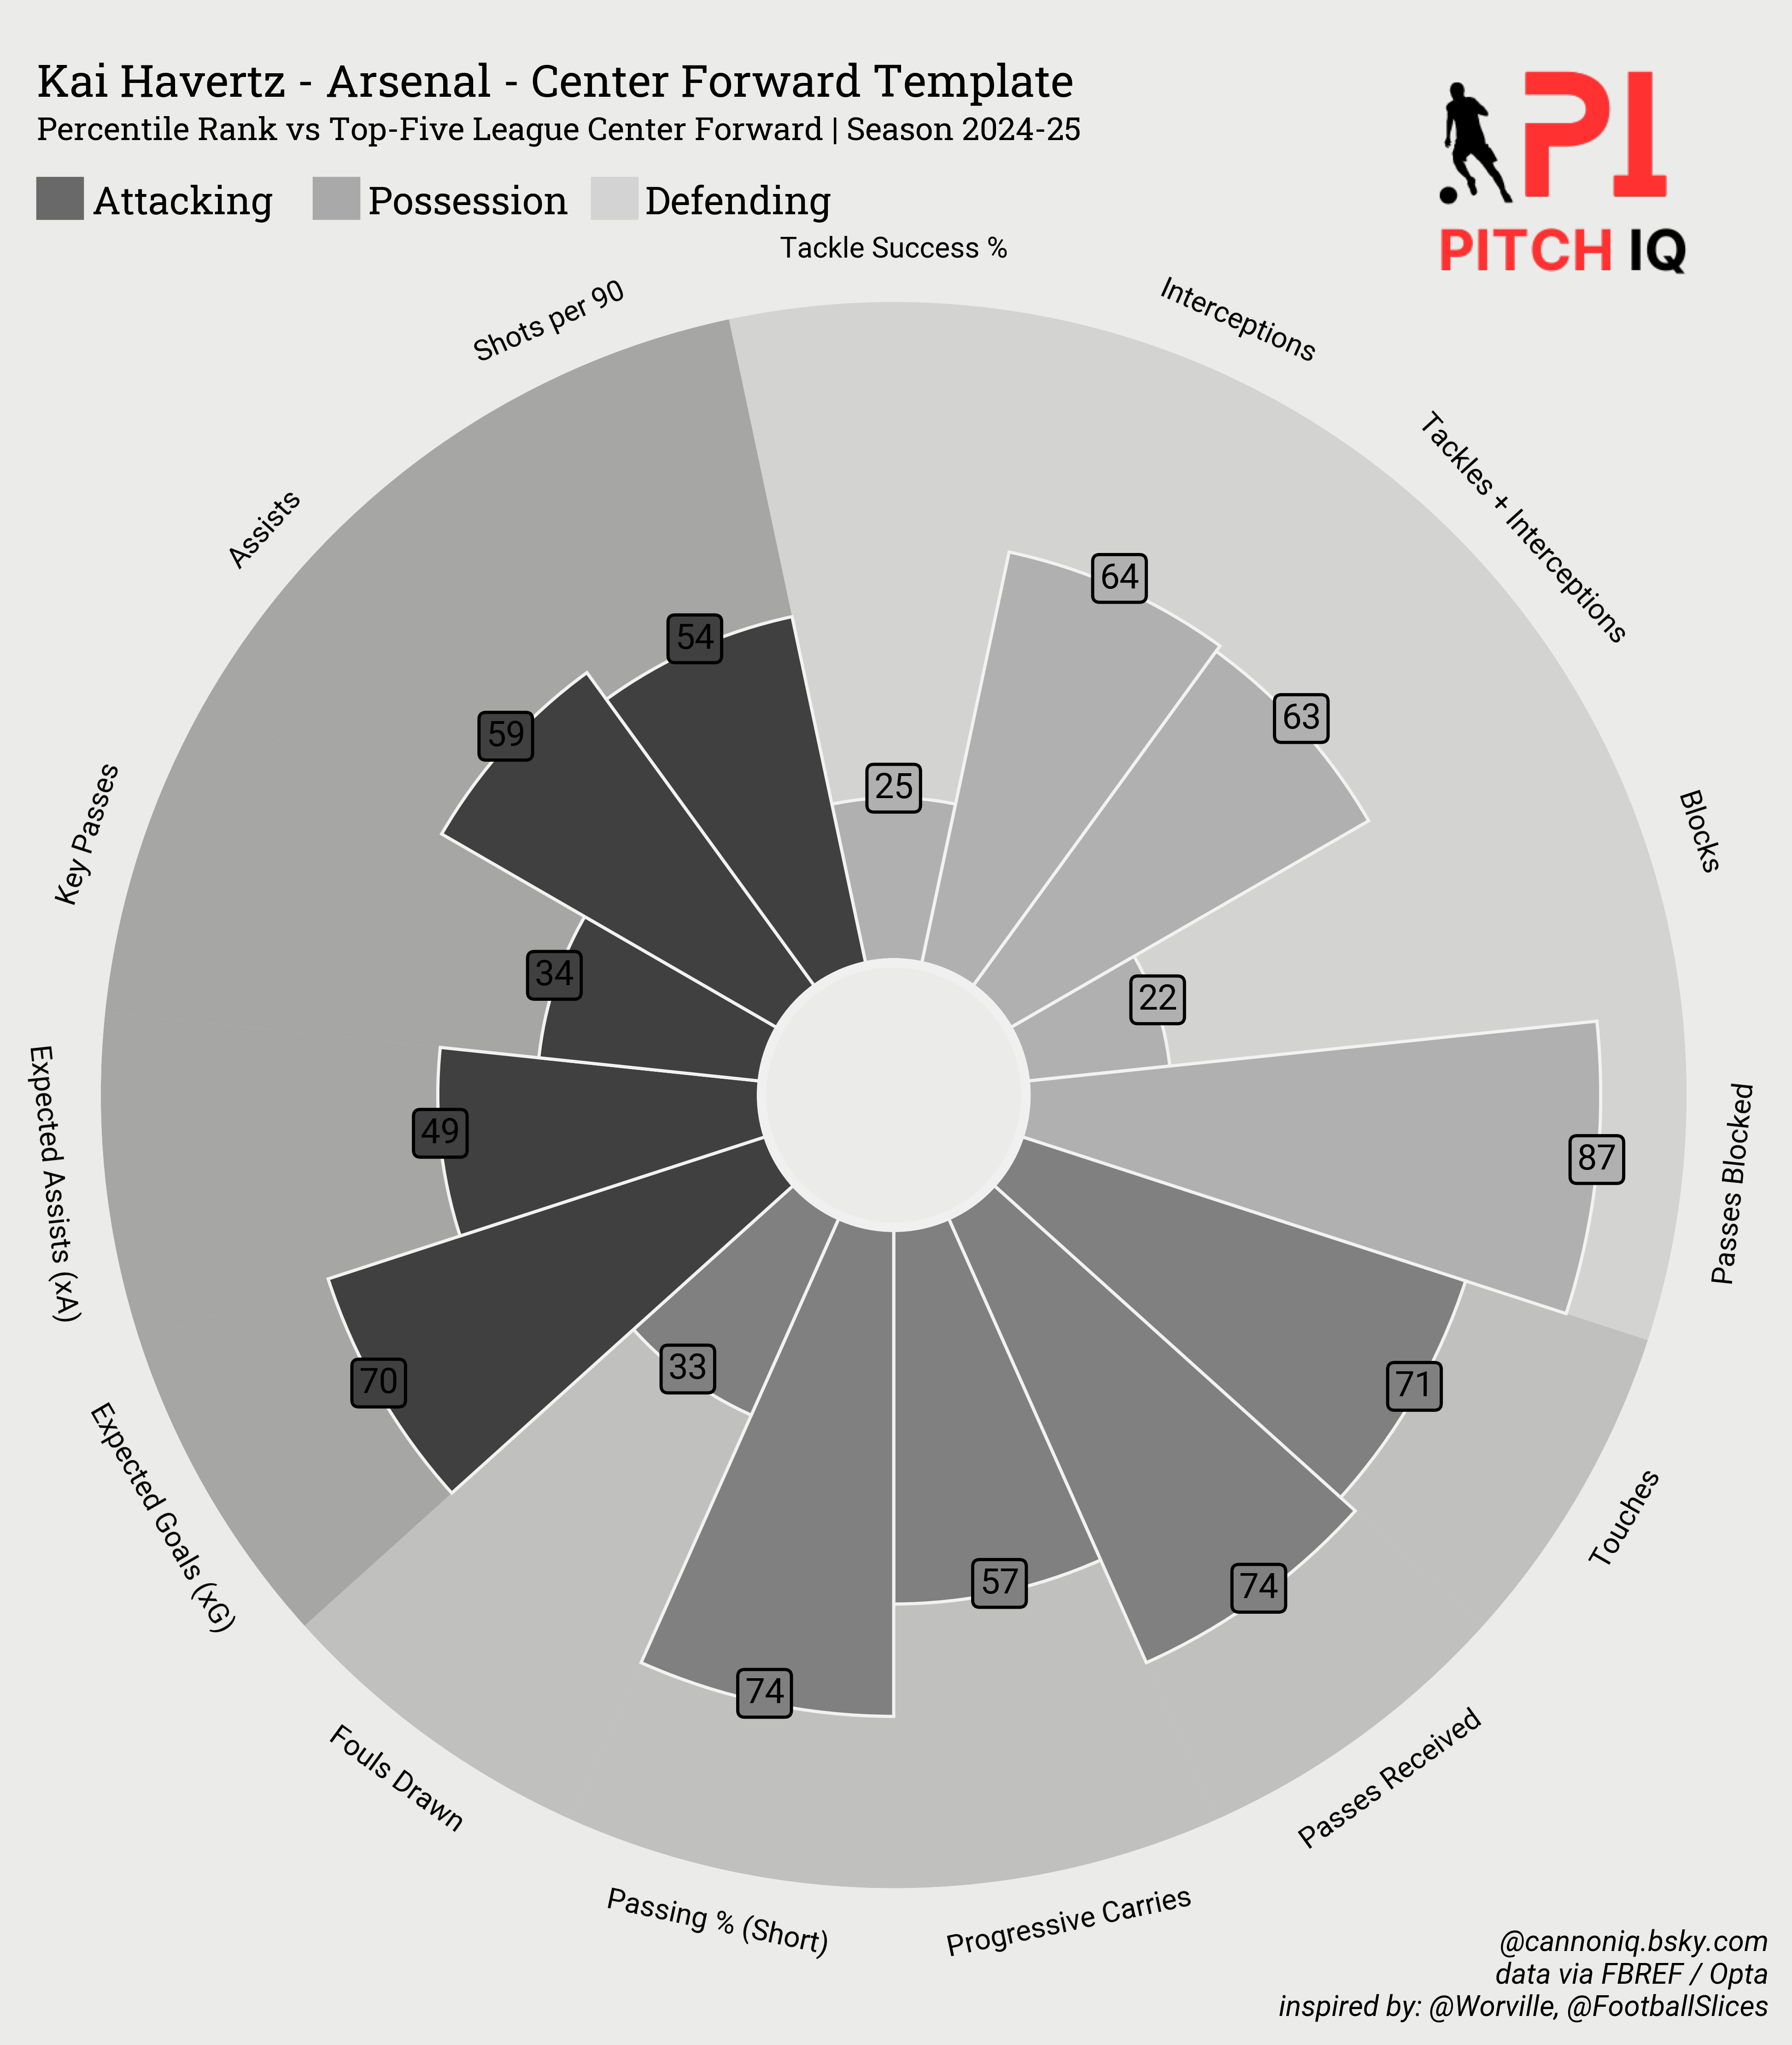 Kai Havertz - Arsenal - Center Forward Template
Percentile Rank vs Top-Five League Center Forward | Season 2024-25
Attacking
Possession
Defending
PI
PITCH IQ
Tackle Success %
Interceptions
Tackles + Interceptions
Blocks
Passes Blocked
Touches
Passes Received
Progressive Carries
Passing % (Short)
Fouls Drawn
Expected Goals (xG)
Expected Assists (xA)
Key Passes
Assists
Shots per 90
25
64
63
22
87
71
74
57
74
33
70
49
34
59
54
@cannoniq.bsky.com
data via FBREF / Opta
inspired by: @Worville, @FootballSlices